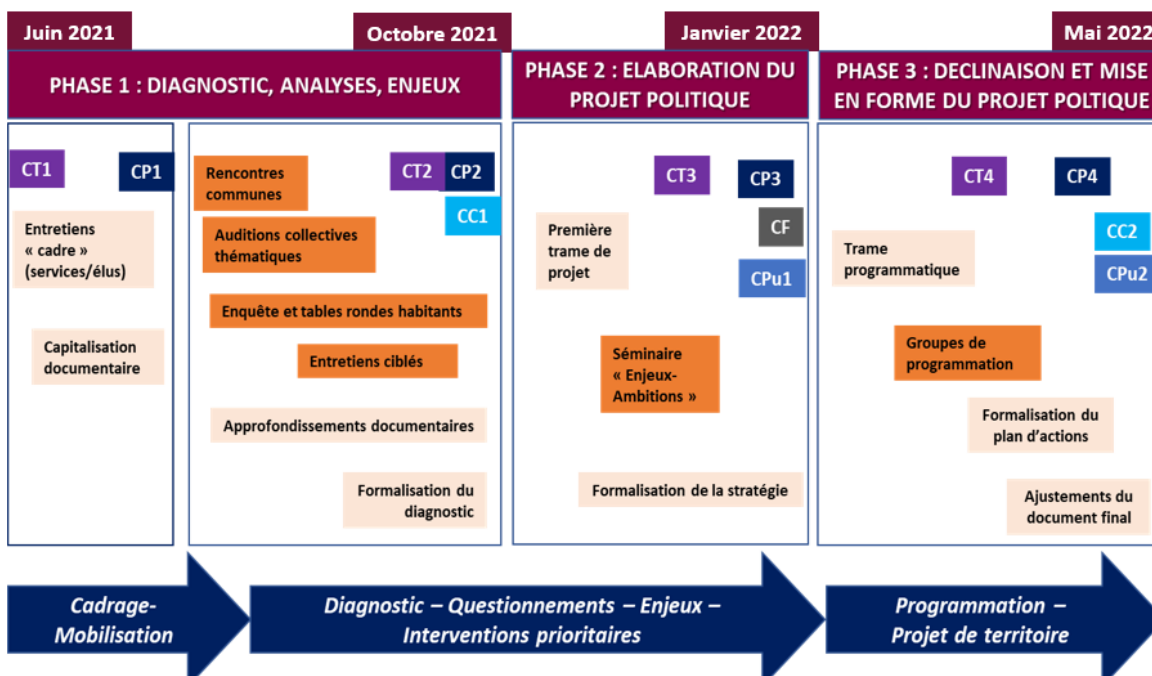 Juin 2021
Octobre 2021
Janvier 2022
Mai 2022
PHASE 1 : DIAGNOSTIC, ANALYSES, ENJEUX
PHASE 2 : ELABORATION DU
PROJET POLITIQUE
PHASE 3 : DECLINAISON ET MISE
EN FORME DU PROJET POLTIQUE
CT1
CP1
Entretiens
« cadre »
(services/élus)
Capitalisation
documentaire
Rencontres
communes
CT2
CP2
CC1
Auditions collectives
thématiques
Enquête et tables rondes habitants
Entretiens ciblés
Approfondissements documentaires
Formalisation du
diagnostic
CT3
CP3
CF
CPu1
Première
trame de
projet
Séminaire
« Enjeux-
Ambitions »
Formalisation de la stratégie
CT4
CP4
CC2
CPu2
Trame
programmatique
Groupes de
programmation
Formalisation du
plan d’actions
Ajustements du
document final
Cadrage-
Mobilisation
Diagnostic – Questionnements – Enjeux –
Interventions prioritaires
Programmation –
Projet de territoire